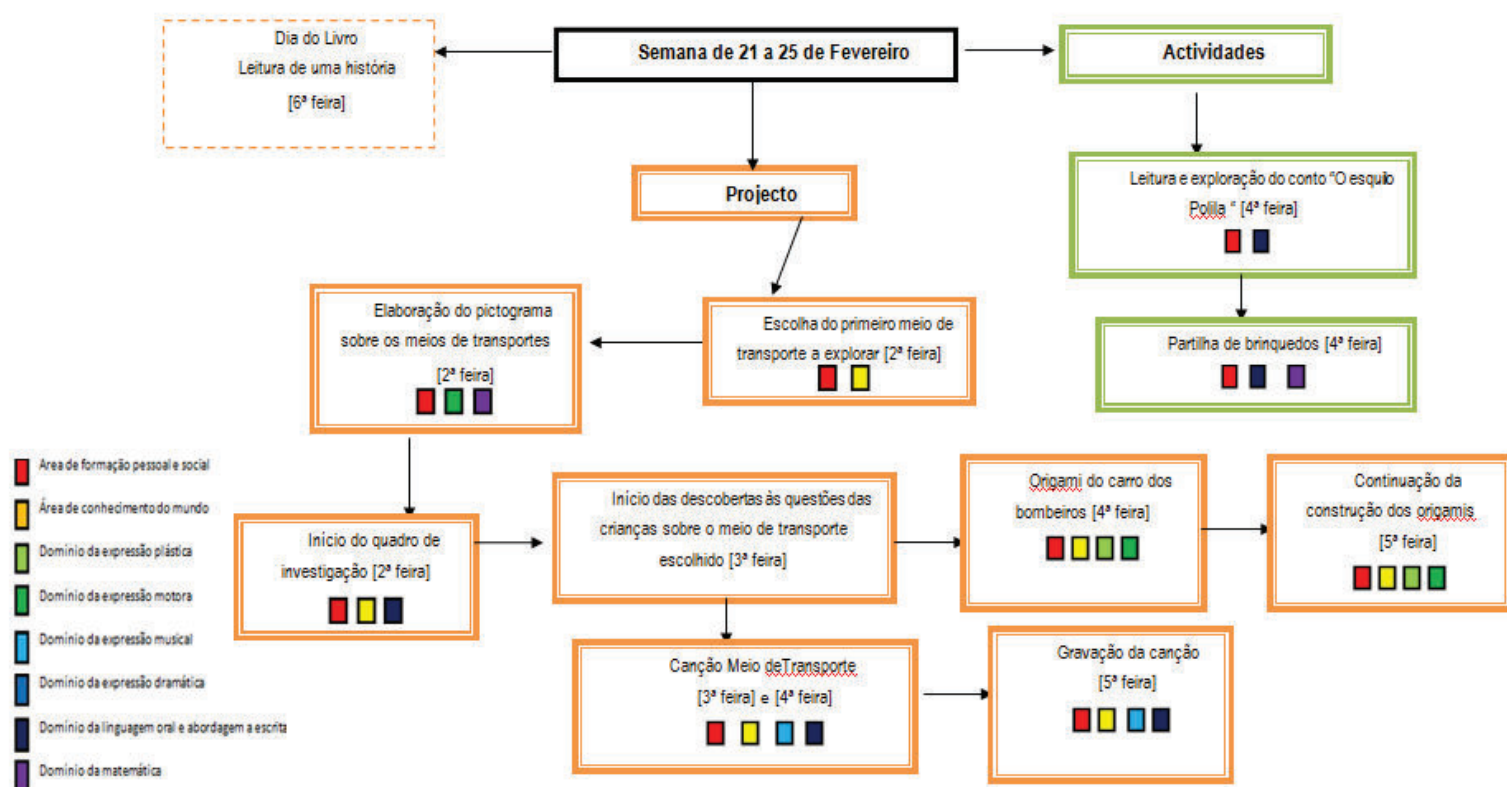 Dia do Livro
Leitura de uma história
[6ª feira]
Semana de 21 a 25 de Fevereiro
Actividades
Projecto
Leitura e exploração do conto "O esquilo
Polila "[4ª feira]
Elaboração do pictograma
sobre os meios de transportes
[2ª feira]
Escolha do primeiro meio de
transporte a explorar [2ª feira]
Partilha de brinquedos [4ª feira]
Início do quadro de
investigação [2ª feira]
Início das descobertas às questões das
crianças sobre o meio de transporte
escolhido [3ª feira]
Origami do carro dos
bombeiros [4ª feira]
Continuação da
construção dos origamis
[5ª feira]
Canção Meio deTransporte
[3ª feira] e [4ª feira]
Gravação da canção
[5ª feira]
Area de formação pessoal e social
Área de conhecimento do mundo
Domínio da expressão plástica
Domínio da expressão motora
Domínio da expressão musical
Domínio da expressão dramática
Domínio da linguagem oral e abordagem a escrita
Domínio da matemática